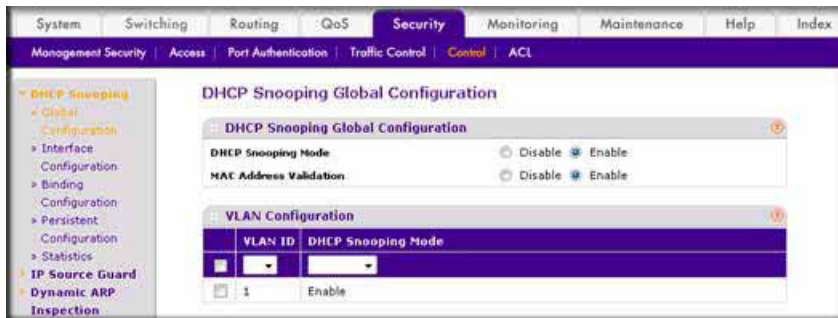 System Switching Routing QoS Security Monitoring Maintenance Help Index
Management Security | Access | Port Authentication | Traffic Control | Control | ACL
DHCP Snooping
» Global
Configuration
» Interface
Configuration
» Binding
Configuration
» Persistent
Configuration
» Statistics
IP Source Guard
Dynamic ARP
Inspection
DHCP Snooping Global Configuration
DHCP Snooping Global Configuration
DHCP Snooping Mode Disable Enable
MAC Address Validation Disable Enable
VLAN Configuration
VLAN ID DHCP Snooping Mode
1 Enable